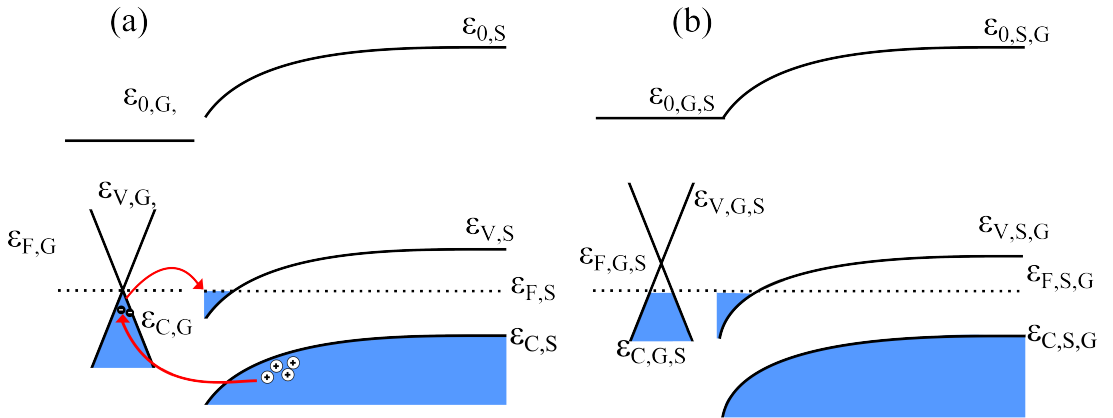 (a)
ε0,S
ε0,G,
εV,G,
εF,G
εV,S
εF,S
εC,G
εC,S
(b)
ε0,S,G
ε0,G,S
εV,G,S
εV,S,G
εF,G,S
εF,S,G
εC,G,S
εC,S,G